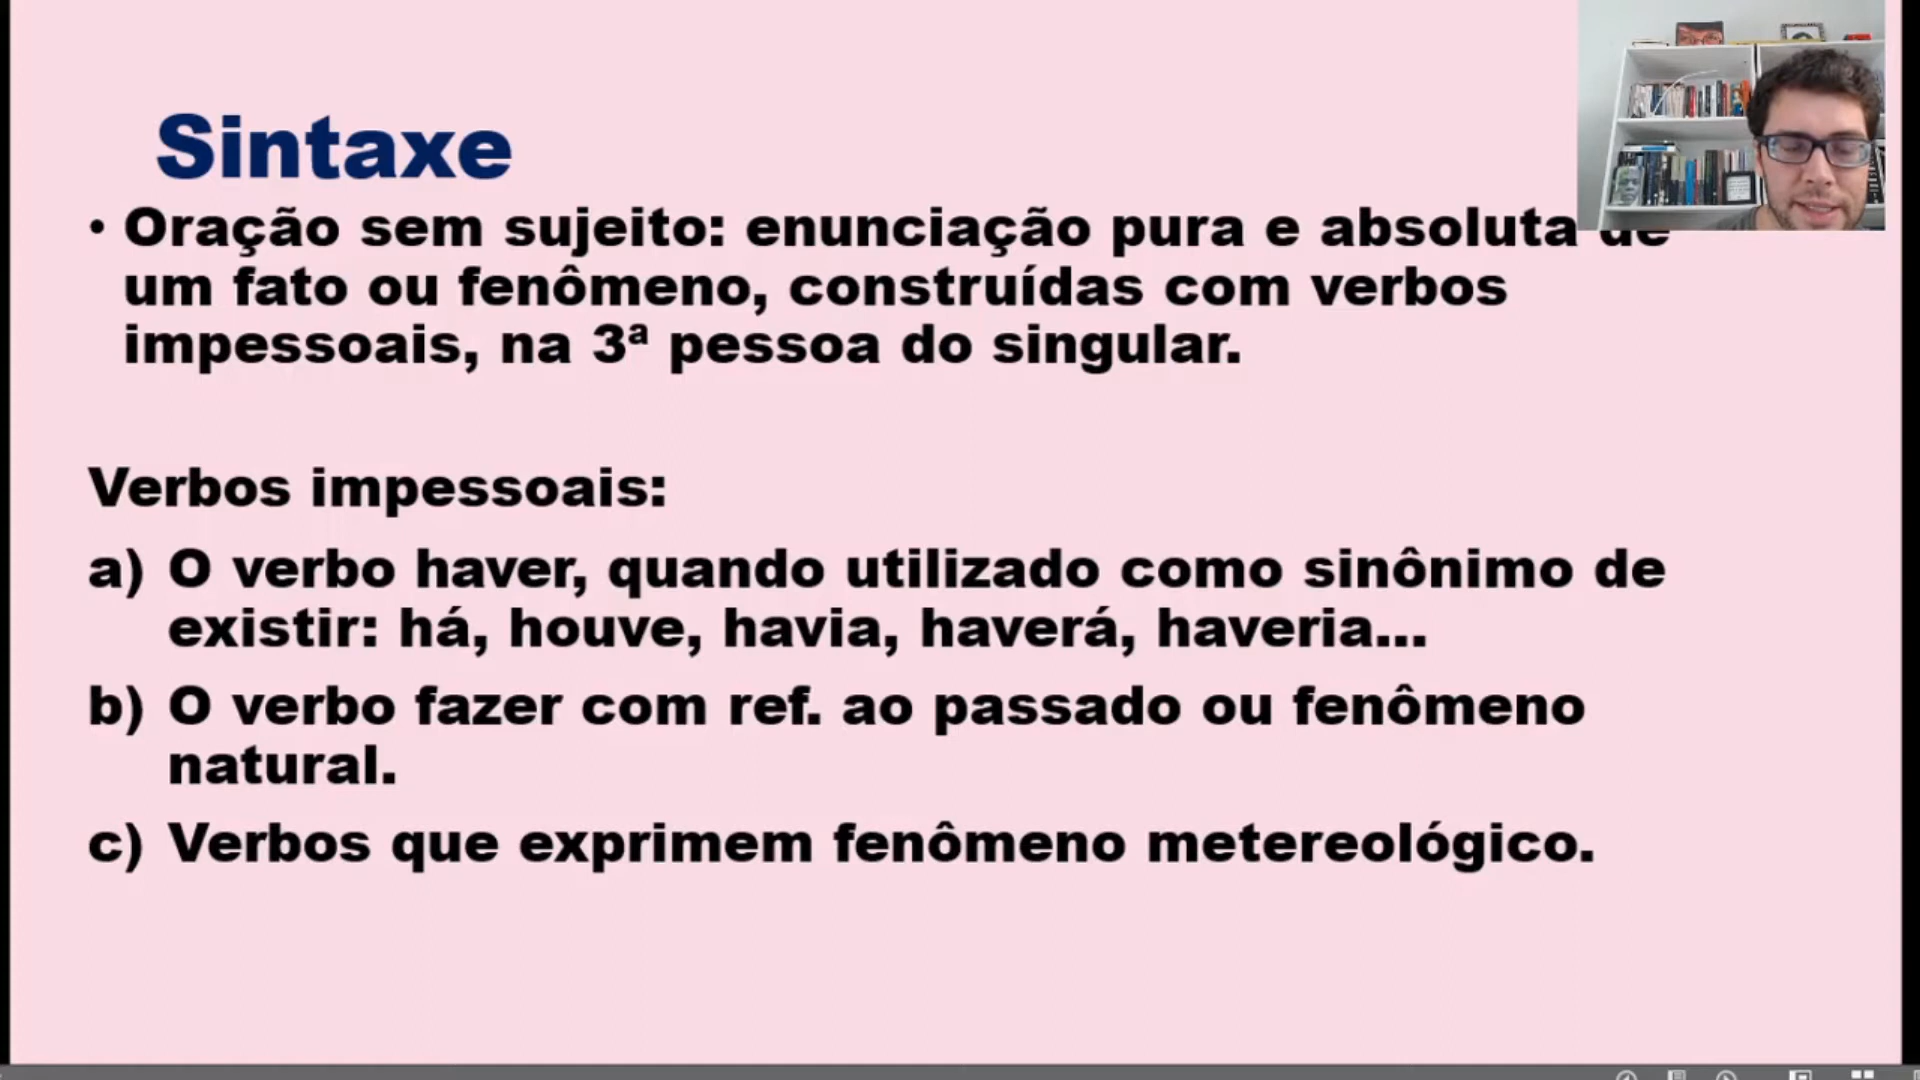 Sintaxe
• Oração sem sujeito: enunciação pura e absoluta de
um fato ou fenômeno, construídas com verbos
impessoais, na 3ª pessoa do singular.
Verbos impessoais:
a) O verbo haver, quando utilizado como sinônimo de
existir: há, houve, havia, haverá, haveria...
b) O verbo fazer com ref. ao passado ou fenômeno
natural.
c) Verbos que exprimem fenômeno metereológico.